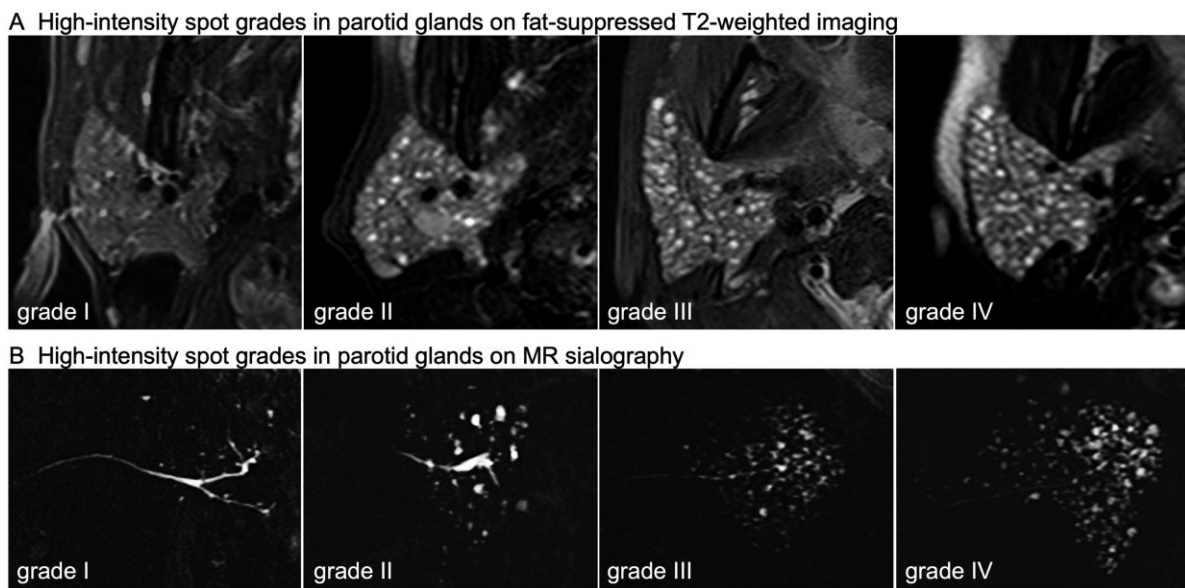 A High-intensity spot grades in parotid glands on fat-suppressed T2-weighted imaging
grade I
grade II
grade III
grade IV
B High-intensity spot grades in parotid glands on MR sialography
grade I
grade II
grade III
grade IV